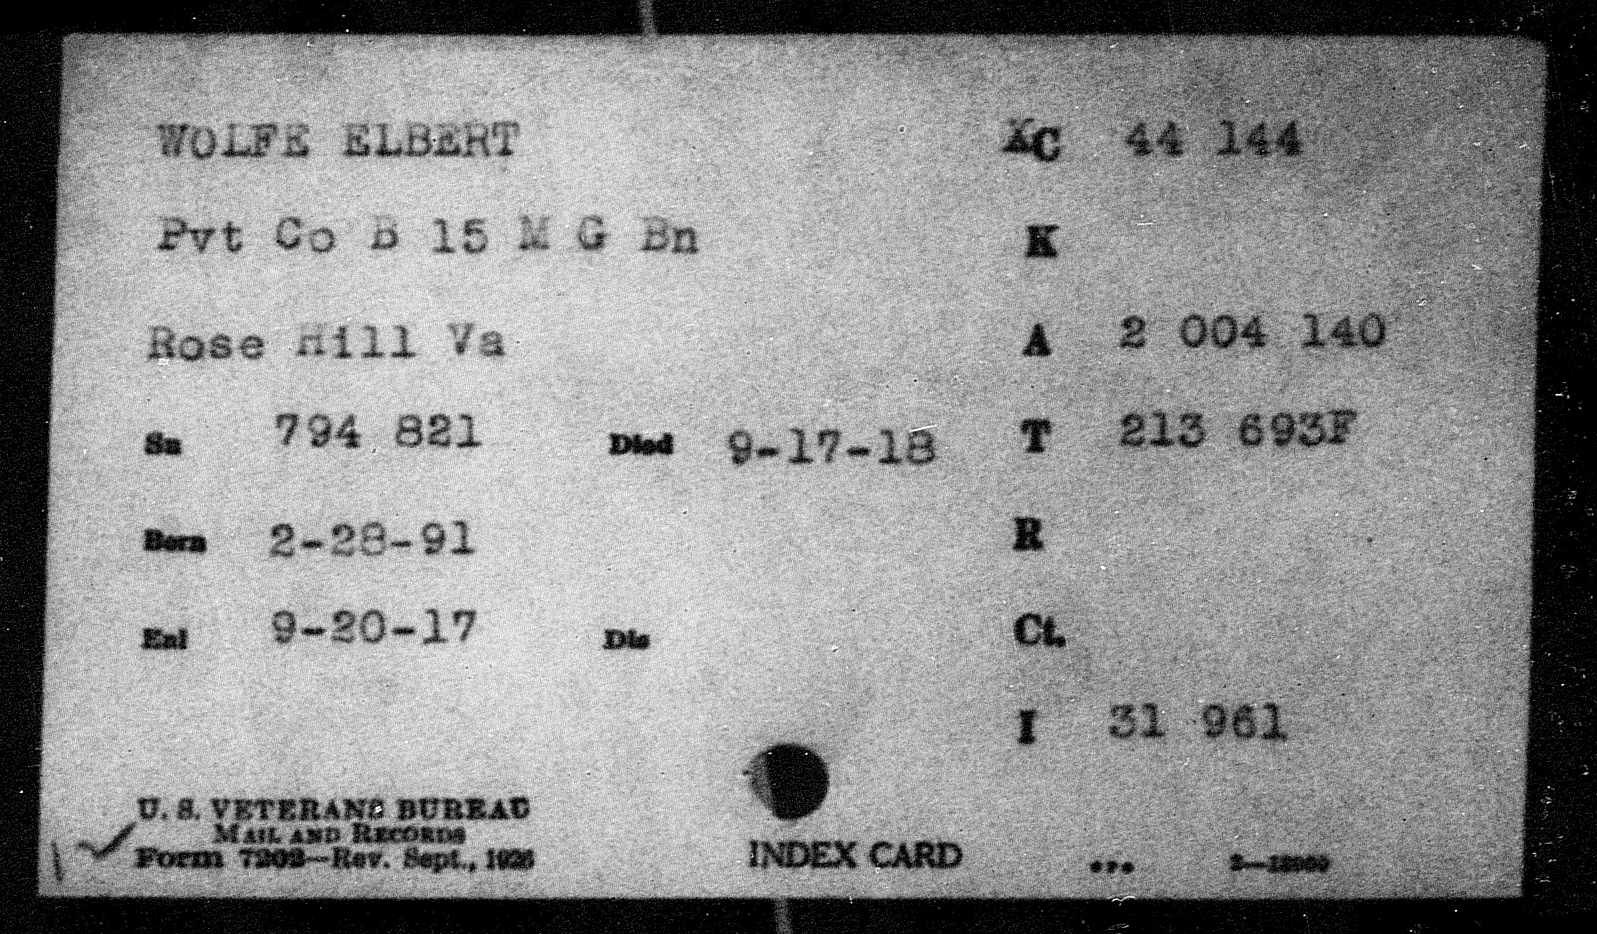 WOLFE ELBERT XC 44 144
Pvt Co B 15 M G Bn K
Rose Hill Va A 2 004 140
Sn 794 821 Died 9-17-18 T 213 693F
Born 2-28-91 R
Enl 9-20-17 Dis Ct.
I 31 961
U. S. VETERANS BUREAU
MAIL AND RECORDS
Form 7202—Rev. Sept., 1926 INDEX CARD